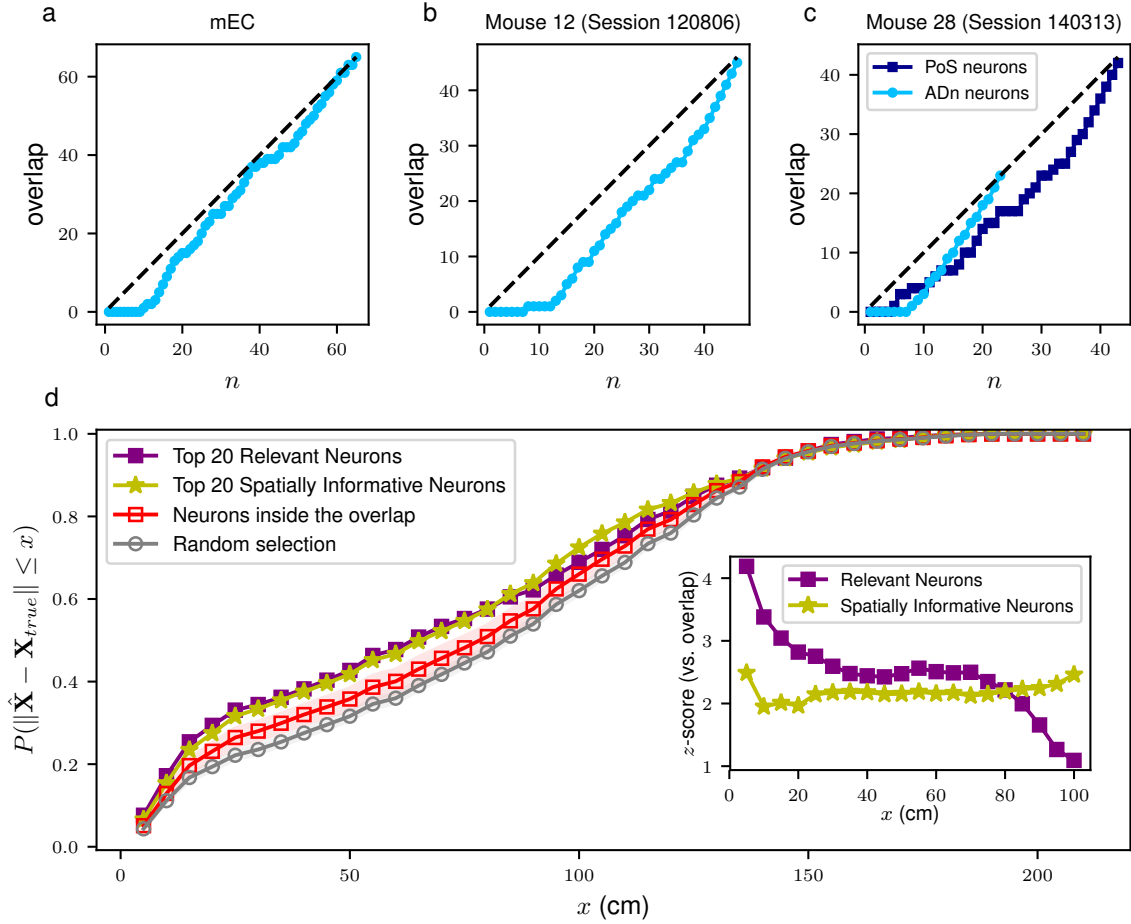 a
mEC
60
40
20
0
overlap
0
20
40
60
n
b
Mouse 12 (Session 120806)
40
30
20
10
0
overlap
0
10
20
30
40
n
c
Mouse 28 (Session 140313)
PoS neurons
ADn neurons
40
30
20
10
0
overlap
0
10
20
30
40
n
d
1.0
0.8
0.6
0.4
0.2
0.0
P(||X̂ − X_true|| ≤ x)
Top 20 Relevant Neurons
Top 20 Spatially Informative Neurons
Neurons inside the overlap
Random selection
0
50
100
150
200
x (cm)
Relevant Neurons
Spatially Informative Neurons
4
3
2
1
z-score (vs. overlap)
0
20
40
60
80
100
x (cm)